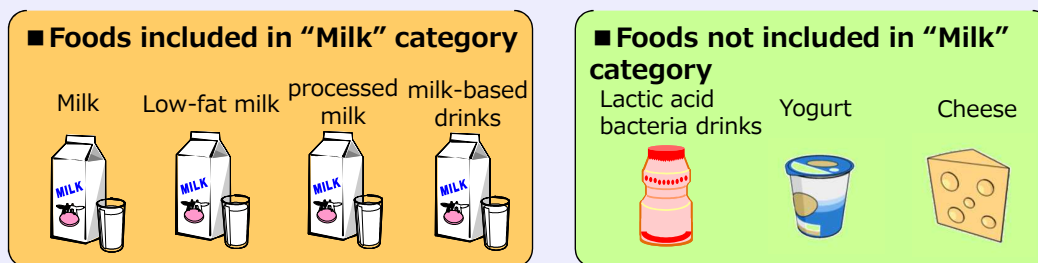 ■Foods included in “Milk” category
Milk
Low-fat milk
processed
milk
milk-based
drinks
MILK
MILK
MILK
MILK
■Foods not included in “Milk”
category
Lactic acid
bacteria drinks
Yogurt
Cheese